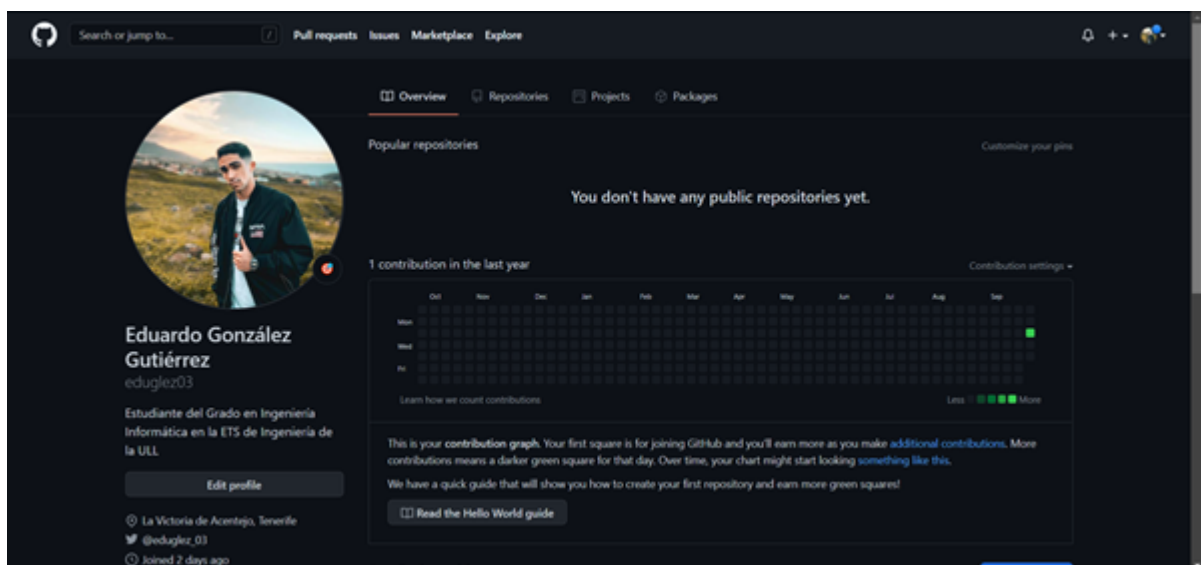 Search or jump to... /
Pull requests Issues Marketplace Explore
Overview Repositories Projects Packages
Popular repositories
Customize your pins
You don't have any public repositories yet.
1 contribution in the last year
Contribution settings
Oct Nov Dec Jan Feb Mar Apr May Jun Jul Aug Sep
Mon
Wed
Fri
Learn how we count contributions
Less More
This is your contribution graph. Your first square is for joining GitHub and you'll earn more as you make additional contributions. More
contributions means a darker green square for that day. Over time, your chart might start looking something like this.
We have a quick guide that will show you how to create your first repository and earn more green squares!
Read the Hello World guide
Eduardo González
Gutiérrez
eduglez03
Estudiante del Grado en Ingeniería
Informática en la ETS de Ingeniería de
la ULL
Edit profile
La Victoria de Acentejo, Tenerife
@eduglez_03
Joined 2 days ago